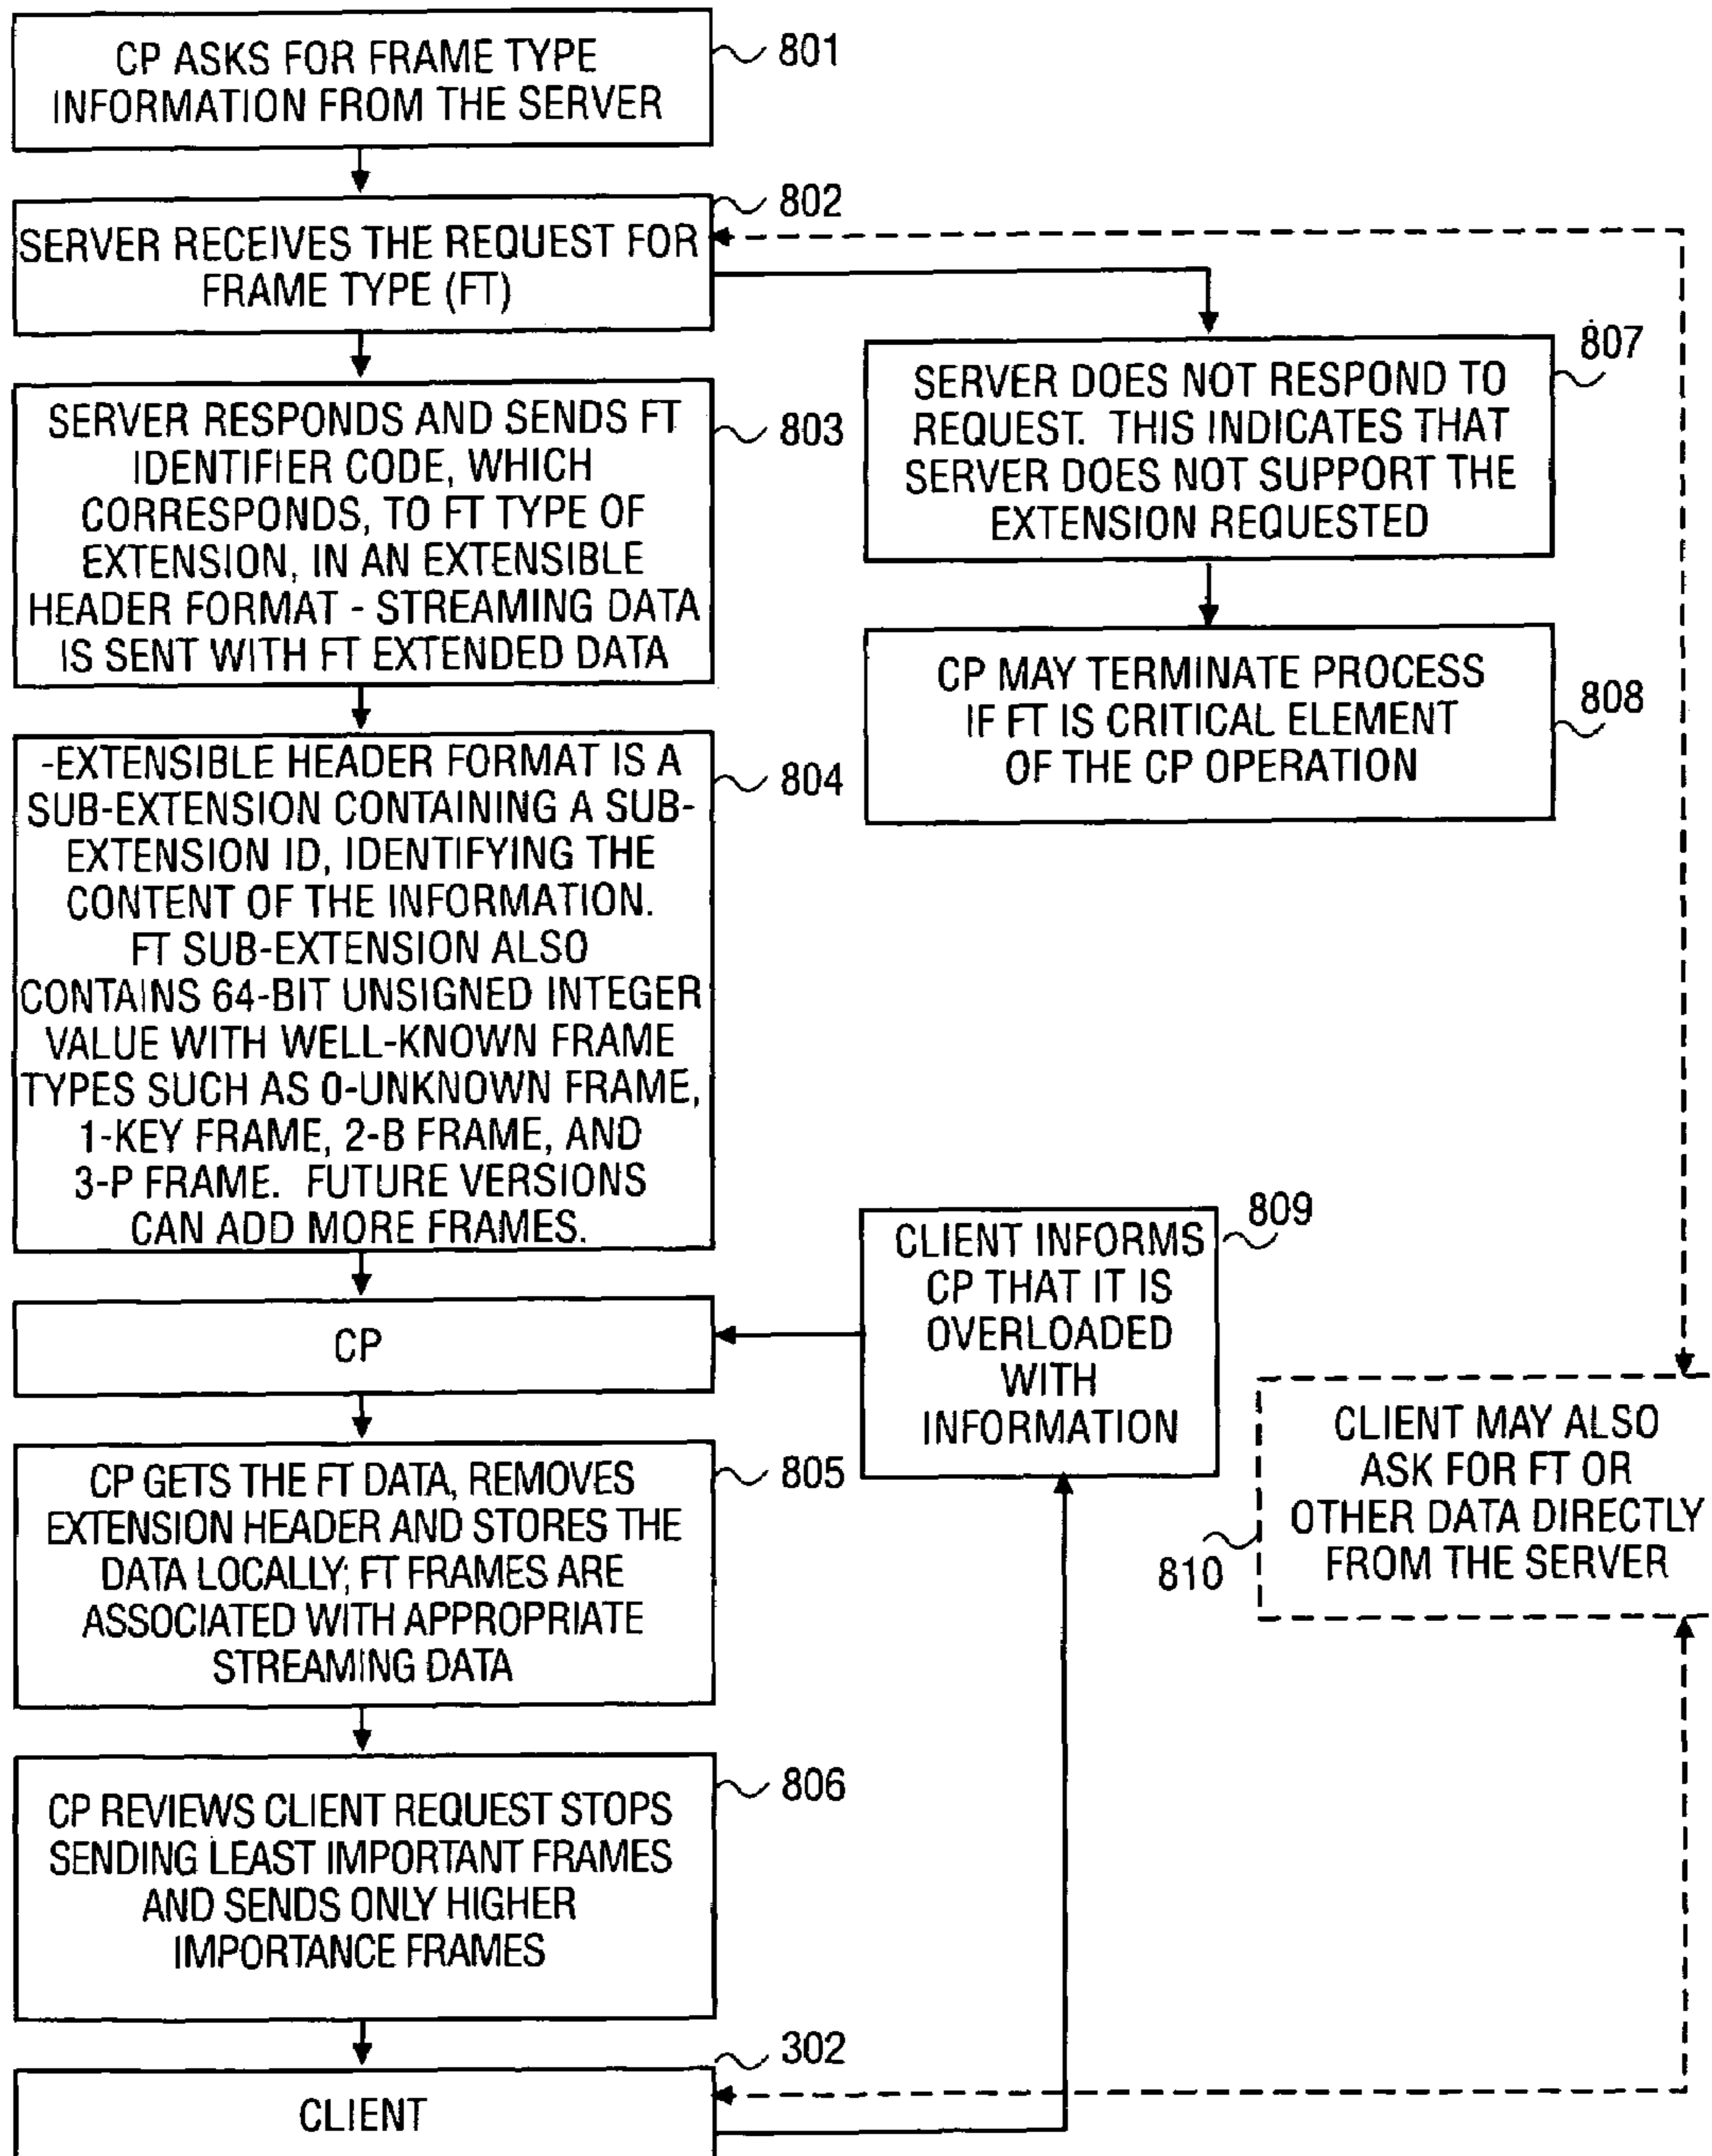 CP ASKS FOR FRAME TYPE
INFORMATION FROM THE SERVER
801
802
SERVER RECEIVES THE REQUEST FOR
FRAME TYPE (FT)
SERVER RESPONDS AND SENDS FT
IDENTIFIER CODE, WHICH
CORRESPONDS, TO FT TYPE OF
EXTENSION, IN AN EXTENSIBLE
HEADER FORMAT - STREAMING DATA
IS SENT WITH FT EXTENDED DATA
803
807
SERVER DOES NOT RESPOND TO
REQUEST. THIS INDICATES THAT
SERVER DOES NOT SUPPORT THE
EXTENSION REQUESTED
CP MAY TERMINATE PROCESS
IF FT IS CRITICAL ELEMENT
OF THE CP OPERATION
808
-EXTENSIBLE HEADER FORMAT IS A
SUB-EXTENSION CONTAINING A SUB-
EXTENSION ID, IDENTIFYING THE
CONTENT OF THE INFORMATION.
FT SUB-EXTENSION ALSO
CONTAINS 64-BIT UNSIGNED INTEGER
VALUE WITH WELL-KNOWN FRAME
TYPES SUCH AS 0-UNKNOWN FRAME,
1-KEY FRAME, 2-B FRAME, AND
3-P FRAME. FUTURE VERSIONS
CAN ADD MORE FRAMES.
804
CP
CLIENT INFORMS
CP THAT IT IS
OVERLOADED
WITH
INFORMATION
809
CLIENT MAY ALSO
ASK FOR FT OR
OTHER DATA DIRECTLY
FROM THE SERVER
810
CP GETS THE FT DATA, REMOVES
EXTENSION HEADER AND STORES THE
DATA LOCALLY; FT FRAMES ARE
ASSOCIATED WITH APPROPRIATE
STREAMING DATA
805
CP REVIEWS CLIENT REQUEST STOPS
SENDING LEAST IMPORTANT FRAMES
AND SENDS ONLY HIGHER
IMPORTANCE FRAMES
806
302
CLIENT